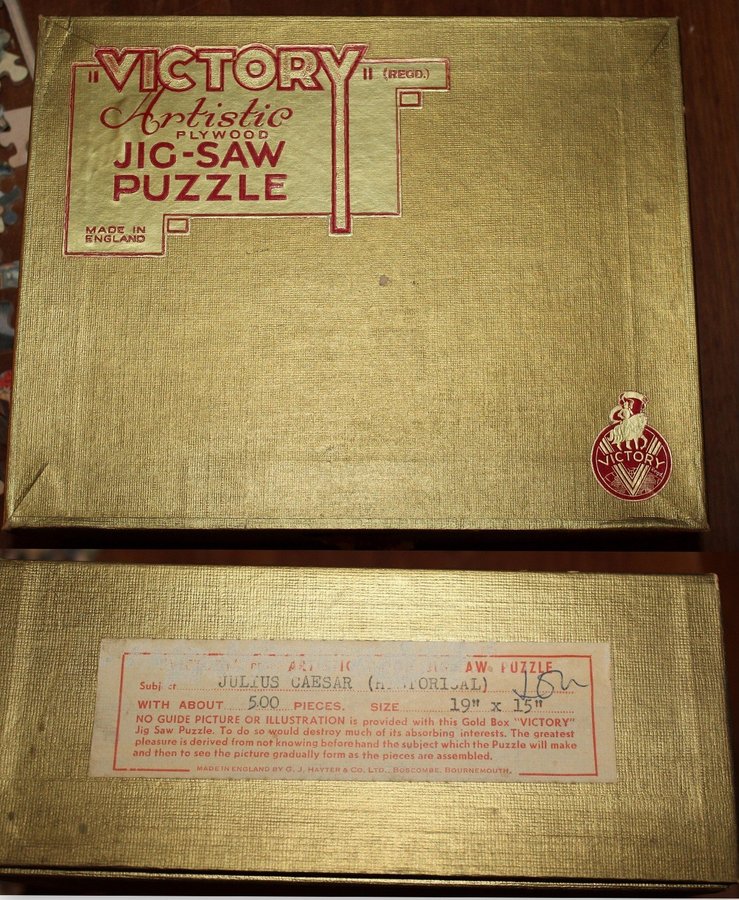 "VICTORY" (REGD.)
Artistic
PLYWOOD
JIG-SAW
PUZZLE
MADE IN
ENGLAND
VICTORY
ARTISTIC JIG SAW PUZZLE
Subject JULIUS CAESAR (HISTORICAL)
WITH ABOUT 500 PIECES. SIZE 19" x 15"
NO GUIDE PICTURE OR ILLUSTRATION is provided with this Gold Box "VICTORY"
Jig Saw Puzzle. To do so would destroy much of its absorbing interests. The greatest
pleasure is derived from not knowing beforehand the subject which the Puzzle will make
and then to see the picture gradually form as the pieces are assembled.
MADE IN ENGLAND BY G. J. HAYTER & CO. LTD., BOSCOMBE, BOURNEMOUTH.